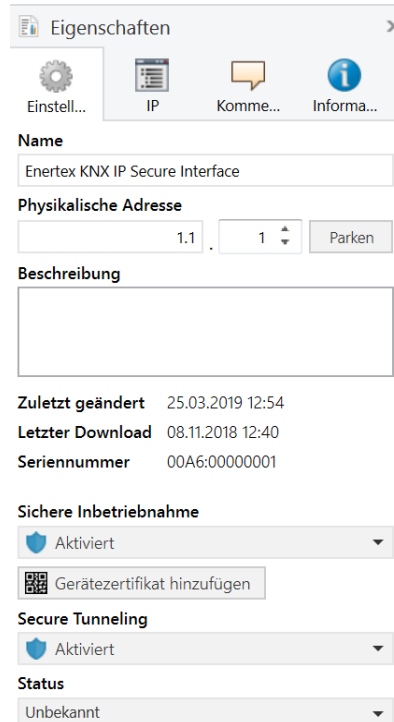 Eigenschaften
Einstell... IP Komme... Informa...
Name
Enertex KNX IP Secure Interface
Physikalische Adresse
1.1 . 1 Parken
Beschreibung
Zuletzt geändert 25.03.2019 12:54
Letzter Download 08.11.2018 12:40
Seriennummer 00A6:00000001
Sichere Inbetriebnahme
Aktiviert
Gerätezertifikat hinzufügen
Secure Tunneling
Aktiviert
Status
Unbekannt